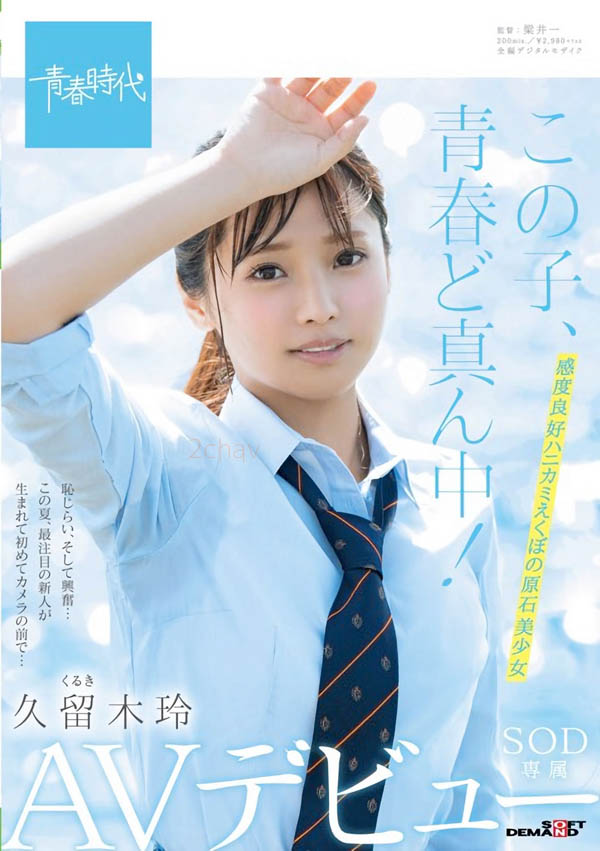 監督：梁井一
200min.／¥2,980+tax
全編デジタルモザイク
青春時代
この子、
青春ど真ん中！
感度良好ハニカミえくぼの原石美少女
2chav
恥じらい、そして興奮…
この夏、最注目の新人が
生まれて初めてカメラの前で…
くるき
久留木玲
SOD
専属
AVデビュー
SOFT
ON
DEMAND